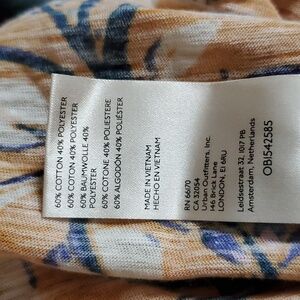 60% COTTON 40% POLYESTER
60% COTON 40% POLYESTER
60% BAUMWOLLE 40%
POLYESTER
60% COTONE 40% POLIESTERE
60% ALGODÓN 40% POLIÉSTER
MADE IN VIETNAM
HECHO EN VIETNAM
RN 66170
CA 32054
Urban Outfitters, Inc.
146 Brick Lane
LONDON, E1 6RU
Leidsestraat 32, 1017 PB
Amsterdam, Netherlands
OB1542585